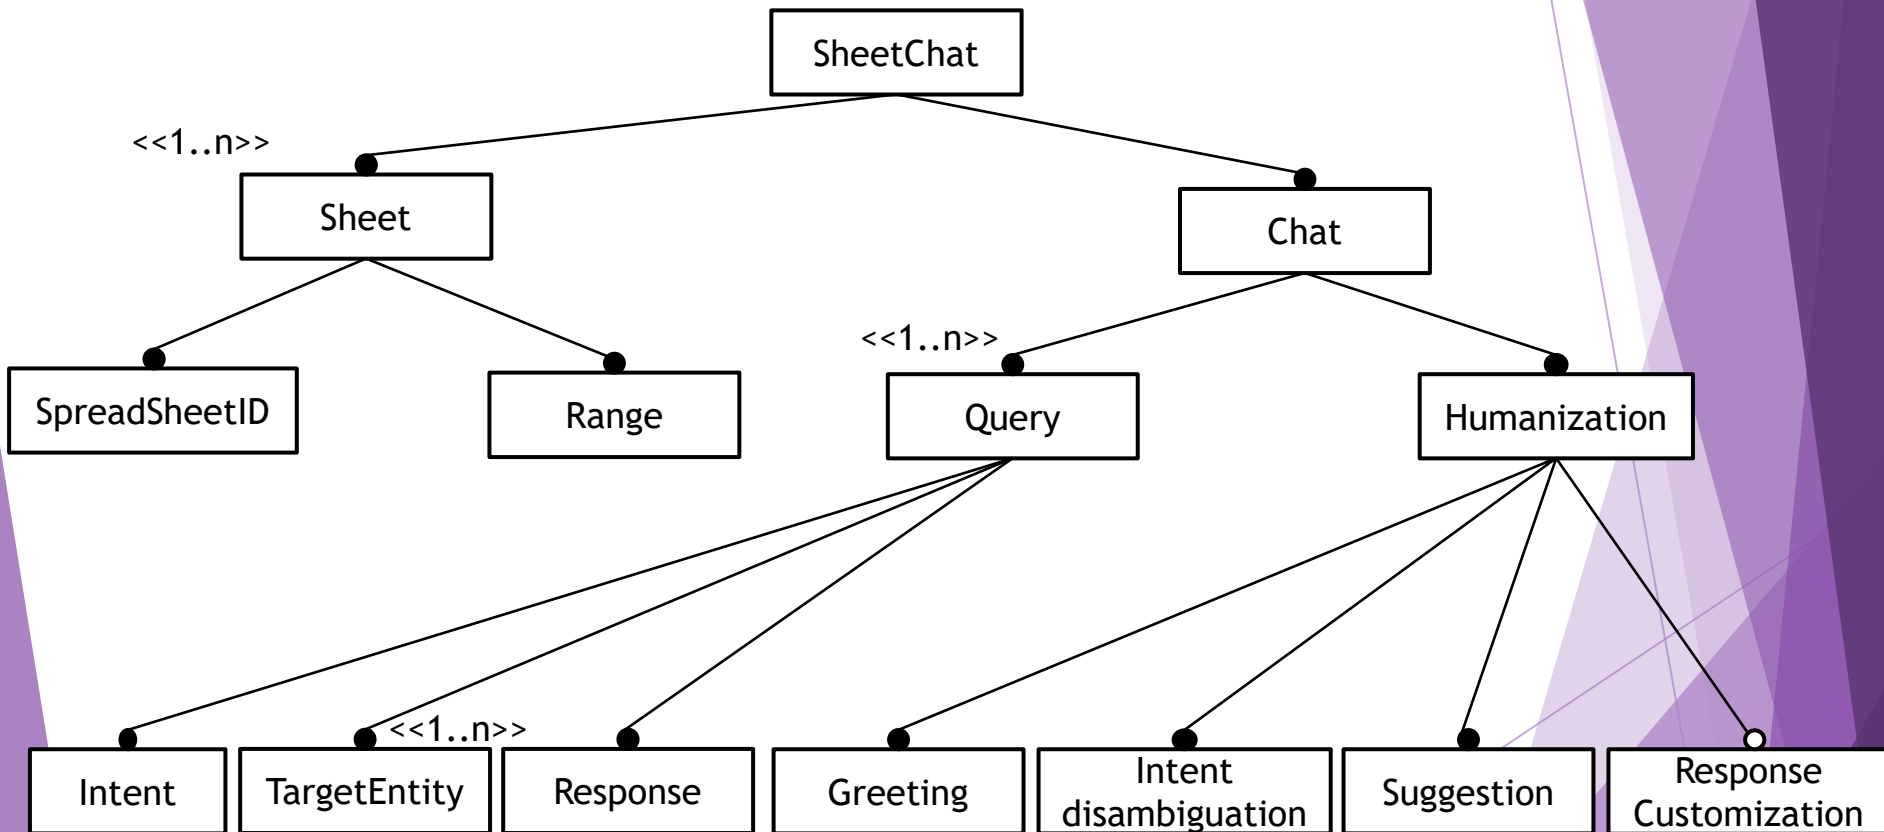 SheetChat
<<1..n>>
Sheet
Chat
<<1..n>>
SpreadSheetID
Range
Query
Humanization
<<1..n>>
Intent
TargetEntity
Response
Greeting
Intent
disambiguation
Suggestion
Response
Customization